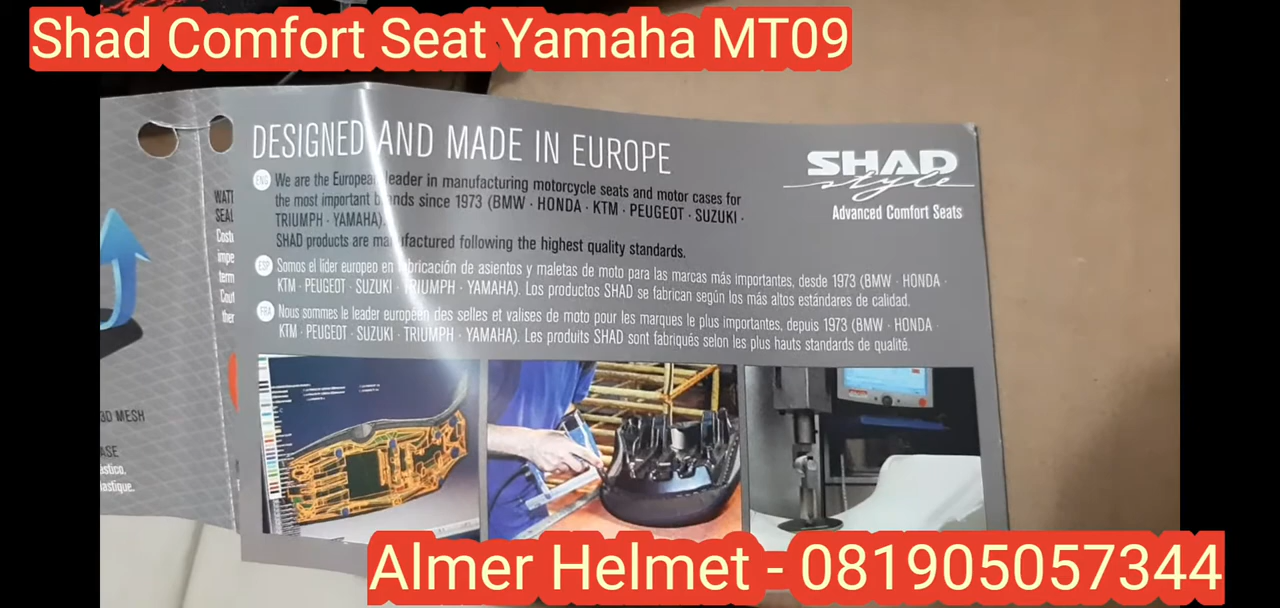 Shad Comfort Seat Yamaha MT09
DESIGNED AND MADE IN EUROPE
SHAD
style
Advanced Comfort Seats
ENG We are the European leader in manufacturing motorcycle seats and motor cases for
the most important brands since 1973 (BMW · HONDA · KTM · PEUGEOT · SUZUKI ·
TRIUMPH · YAMAHA).
SHAD products are manufactured following the highest quality standards.
ESP Somos el líder europeo en fabricación de asientos y maletas de moto para las marcas más importantes, desde 1973 (BMW · HONDA ·
KTM · PEUGEOT · SUZUKI · TRIUMPH · YAMAHA). Los productos SHAD se fabrican según los más altos estándares de calidad.
FRA Nous sommes le leader européen des selles et valises de moto pour les marques le plus importantes, depuis 1973 (BMW · HONDA ·
KTM · PEUGEOT · SUZUKI · TRIUMPH · YAMAHA). Les produits SHAD sont fabriqués selon les plus hauts standards de qualité.
3D MESH
Almer Helmet - 081905057344